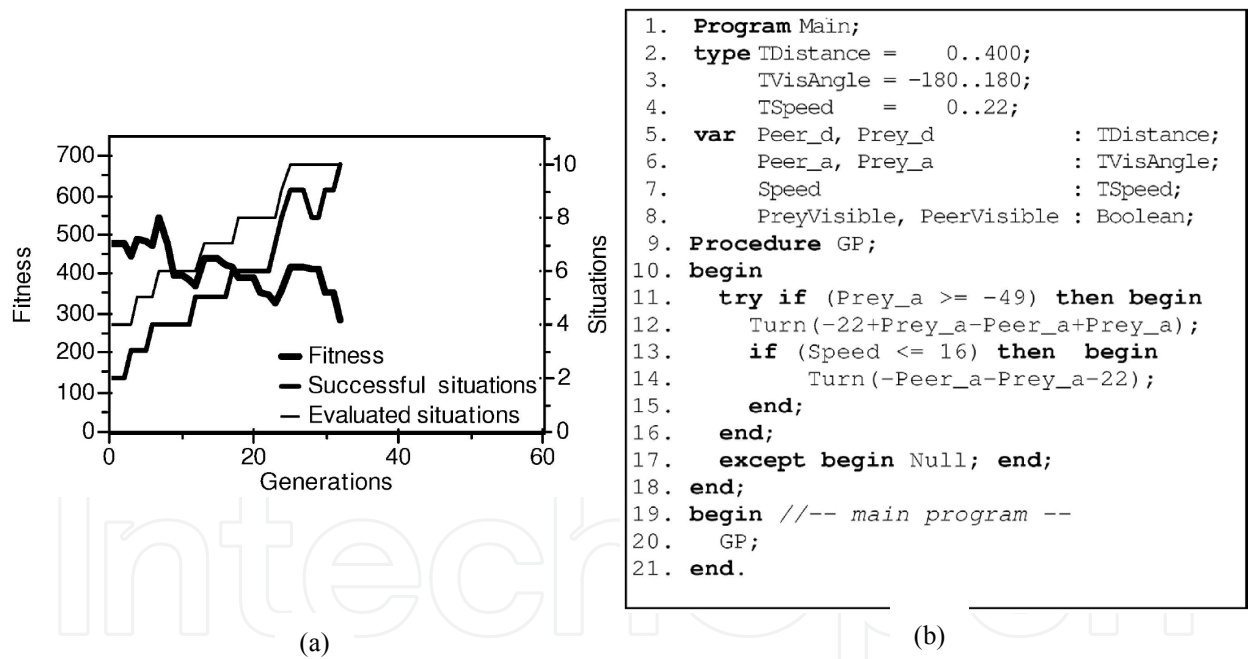 700
600
500
400
300
200
100
0
Fitness
10
8
6
4
2
0
Situations
Fitness
Successful situations
Evaluated situations
0 20 40 60
Generations
(a)
1. Program Main;
2. type TDistance = 0..400;
3. TVisAngle = -180..180;
4. TSpeed = 0..22;
5. var Peer_d, Prey_d : TDistance;
6. Peer_a, Prey_a : TVisAngle;
7. Speed : TSpeed;
8. PreyVisible, PeerVisible : Boolean;
9. Procedure GP;
10. begin
11. try if (Prey_a >= -49) then begin
12. Turn(-22+Prey_a-Peer_a+Prey_a);
13. if (Speed <= 16) then begin
14. Turn(-Peer_a-Prey_a-22);
15. end;
16. end;
17. except begin Null; end;
18. end;
19. begin //-- main program --
20. GP;
21. end.
(b)